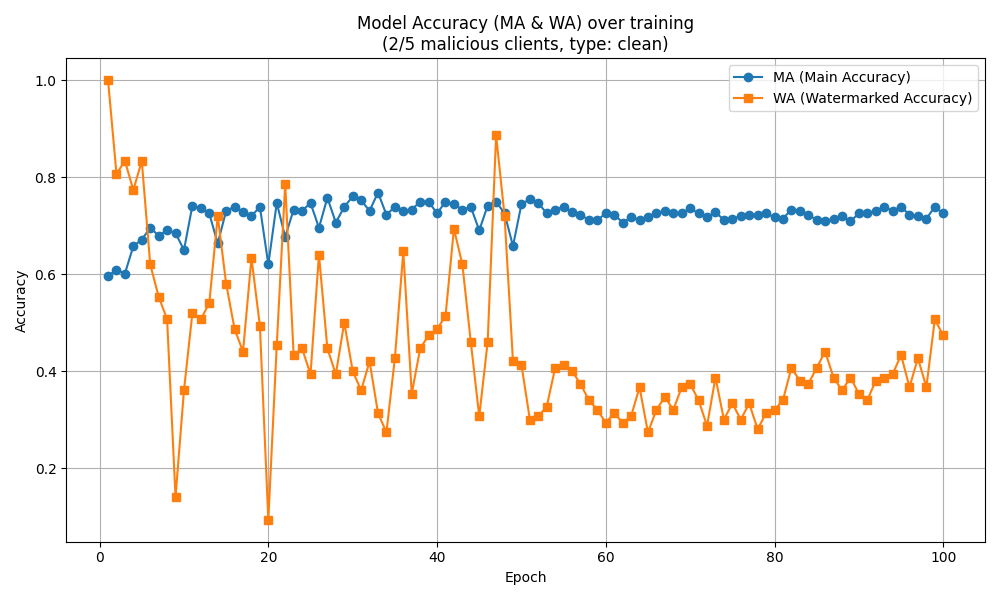 Model Accuracy (MA & WA) over training
(2/5 malicious clients, type: clean)
MA (Main Accuracy)
WA (Watermarked Accuracy)
Accuracy
1.0
0.8
0.6
0.4
0.2
0 20 40 60 80 100
Epoch